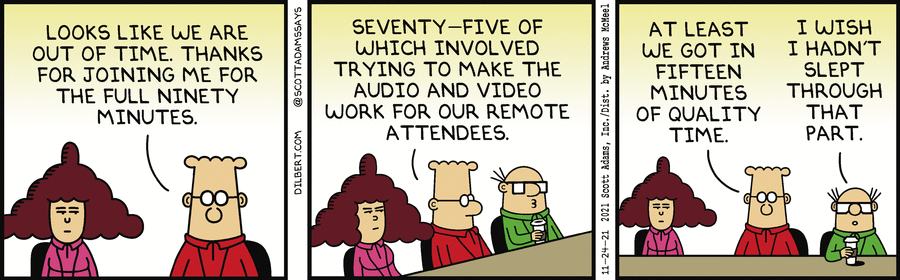 LOOKS LIKE WE ARE
OUT OF TIME. THANKS
FOR JOINING ME FOR
THE FULL NINETY
MINUTES.
DILBERT.COM @SCOTTADAMSSAYS
SEVENTY-FIVE OF
WHICH INVOLVED
TRYING TO MAKE THE
AUDIO AND VIDEO
WORK FOR OUR REMOTE
ATTENDEES.
11-24-21 2021 Scott Adams, Inc./Dist. by Andrews McMeel
AT LEAST
WE GOT IN
FIFTEEN
MINUTES
OF QUALITY
TIME.
I WISH
I HADN'T
SLEPT
THROUGH
THAT
PART.